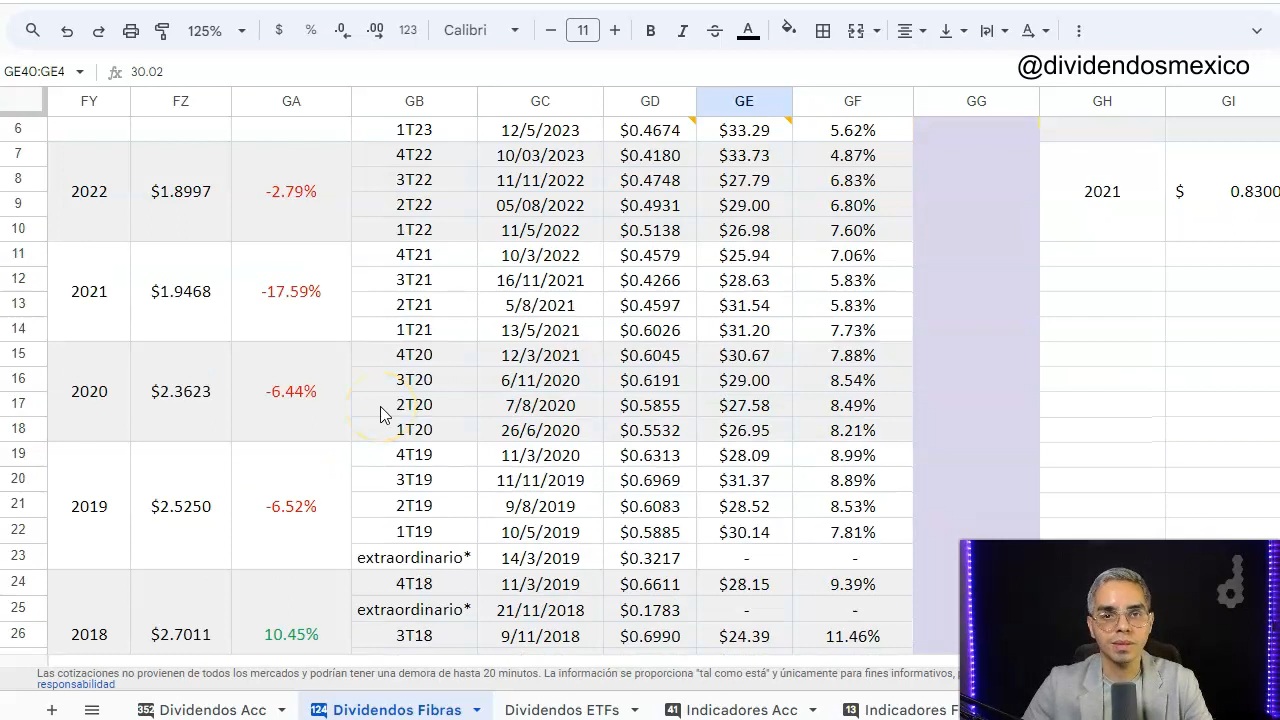 125% $ % .0 .00 123 Calibri 11 B I A
@dividendosmexico
GE40:GE4 fx 30.02
FY FZ GA GB GC GD GE GF GG GH GI
6 1T23 12/5/2023 $0.4674 $33.29 5.62%
7 4T22 10/03/2023 $0.4180 $33.73 4.87%
8 2022 $1.8997 -2.79% 3T22 11/11/2022 $0.4748 $27.79 6.83% 2021 $ 0.8300
9 2T22 05/08/2022 $0.4931 $29.00 6.80%
10 1T22 11/5/2022 $0.5138 $26.98 7.60%
11 4T21 10/3/2022 $0.4579 $25.94 7.06%
12 2021 $1.9468 -17.59% 3T21 16/11/2021 $0.4266 $28.63 5.83%
13 2T21 5/8/2021 $0.4597 $31.54 5.83%
14 1T21 13/5/2021 $0.6026 $31.20 7.73%
15 4T20 12/3/2021 $0.6045 $30.67 7.88%
16 2020 $2.3623 -6.44% 3T20 6/11/2020 $0.6191 $29.00 8.54%
17 2T20 7/8/2020 $0.5855 $27.58 8.49%
18 1T20 26/6/2020 $0.5532 $26.95 8.21%
19 4T19 11/3/2020 $0.6313 $28.09 8.99%
20 3T19 11/11/2019 $0.6969 $31.37 8.89%
21 2019 $2.5250 -6.52% 2T19 9/8/2019 $0.6083 $28.52 8.53%
22 1T19 10/5/2019 $0.5885 $30.14 7.81%
23 extraordinario* 14/3/2019 $0.3217 - -
24 4T18 11/3/2019 $0.6611 $28.15 9.39%
25 extraordinario* 21/11/2018 $0.1783 - -
26 2018 $2.7011 10.45% 3T18 9/11/2018 $0.6990 $24.39 11.46%
Las cotizaciones no provienen de todos los mercados y podrían tener una demora de hasta 20 minutos. La información se proporciona "tal como está" y únicamente para fines informativos,
responsabilidad
352 Dividendos Acc 124 Dividendos Fibras Dividendos ETFs 41 Indicadores Acc 13 Indicadores